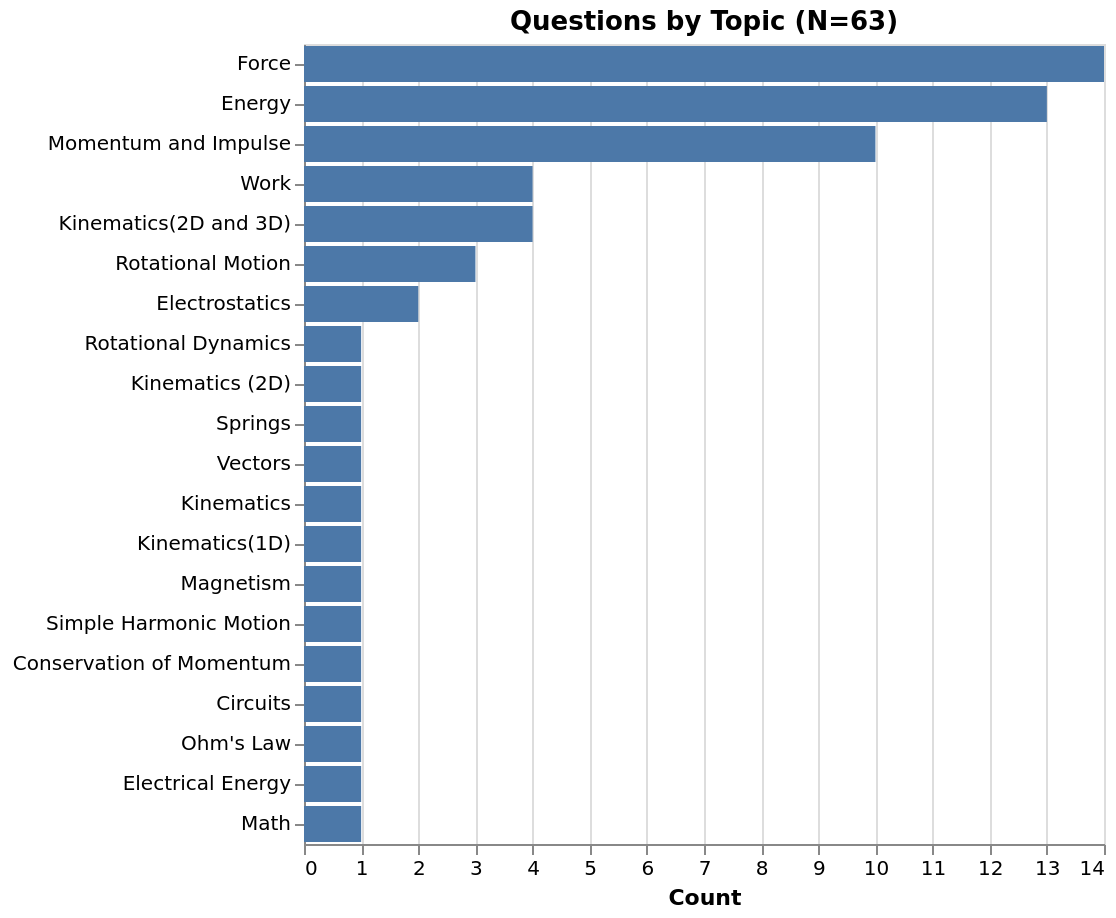 Questions by Topic (N=63)
Force
Energy
Momentum and Impulse
Work
Kinematics(2D and 3D)
Rotational Motion
Electrostatics
Rotational Dynamics
Kinematics (2D)
Springs
Vectors
Kinematics
Kinematics(1D)
Magnetism
Simple Harmonic Motion
Conservation of Momentum
Circuits
Ohm's Law
Electrical Energy
Math
0 1 2 3 4 5 6 7 8 9 10 11 12 13 14
Count